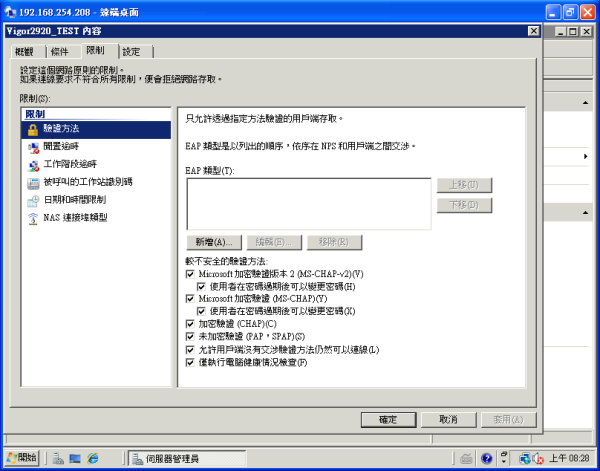 192.168.254.208 - 遠端桌面
Vigor2920_TEST 內容
概觀 條件 限制 設定
設定這個網路原則的限制。
如果連線要求不符合所有限制，便會拒絕網路存取。
限制(S):
限制
驗證方法
閒置逾時
工作階段逾時
被呼叫的工作站識別碼
日期和時間限制
NAS 連接埠類型
只允許透過指定方法驗證的用戶端存取。
EAP 類型是以列出的順序，依序在 NPS 和用戶端之間交涉。
EAP 類型(T):
上移(U)
下移(D)
新增(A)... 編輯(E)... 移除(R)
較不安全的驗證方法:
Microsoft 加密驗證版本 2 (MS-CHAP-v2)(V)
使用者在密碼過期後可以變更密碼(H)
Microsoft 加密驗證 (MS-CHAP)(Y)
使用者在密碼過期後可以變更密碼(X)
加密驗證 (CHAP)(C)
未加密驗證 (PAP，SPAP)(S)
允許用戶端沒有交涉驗證方法仍然可以連線(L)
僅執行電腦健康情況檢查(P)
確定 取消 套用(A)
開始 伺服器管理員 上午 08:28